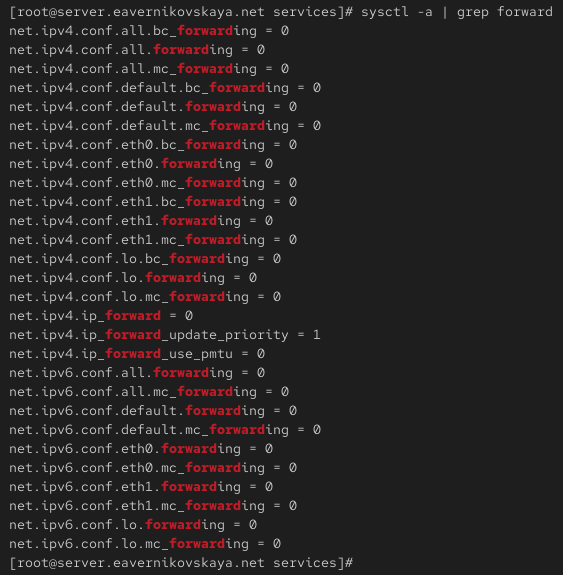 [root@server.eavernikovskaya.net services]# sysctl -a | grep forward
net.ipv4.conf.all.bc_forwarding = 0
net.ipv4.conf.all.forwarding = 0
net.ipv4.conf.all.mc_forwarding = 0
net.ipv4.conf.default.bc_forwarding = 0
net.ipv4.conf.default.forwarding = 0
net.ipv4.conf.default.mc_forwarding = 0
net.ipv4.conf.eth0.bc_forwarding = 0
net.ipv4.conf.eth0.forwarding = 0
net.ipv4.conf.eth0.mc_forwarding = 0
net.ipv4.conf.eth1.bc_forwarding = 0
net.ipv4.conf.eth1.forwarding = 0
net.ipv4.conf.eth1.mc_forwarding = 0
net.ipv4.conf.lo.bc_forwarding = 0
net.ipv4.conf.lo.forwarding = 0
net.ipv4.conf.lo.mc_forwarding = 0
net.ipv4.ip_forward = 0
net.ipv4.ip_forward_update_priority = 1
net.ipv4.ip_forward_use_pmtu = 0
net.ipv6.conf.all.forwarding = 0
net.ipv6.conf.all.mc_forwarding = 0
net.ipv6.conf.default.forwarding = 0
net.ipv6.conf.default.mc_forwarding = 0
net.ipv6.conf.eth0.forwarding = 0
net.ipv6.conf.eth0.mc_forwarding = 0
net.ipv6.conf.eth1.forwarding = 0
net.ipv6.conf.eth1.mc_forwarding = 0
net.ipv6.conf.lo.forwarding = 0
net.ipv6.conf.lo.mc_forwarding = 0
[root@server.eavernikovskaya.net services]#